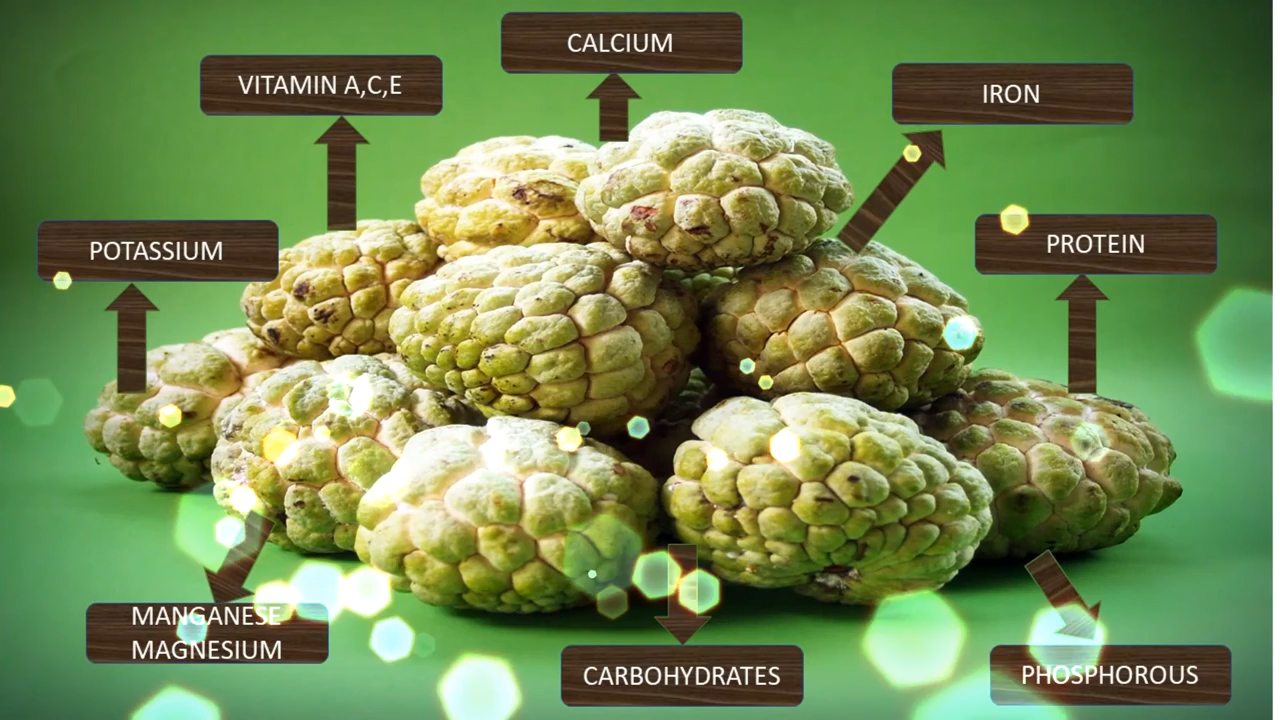 CALCIUM
VITAMIN A,C,E
IRON
POTASSIUM
PROTEIN
MANGANESE
MAGNESIUM
CARBOHYDRATES
PHOSPHOROUS